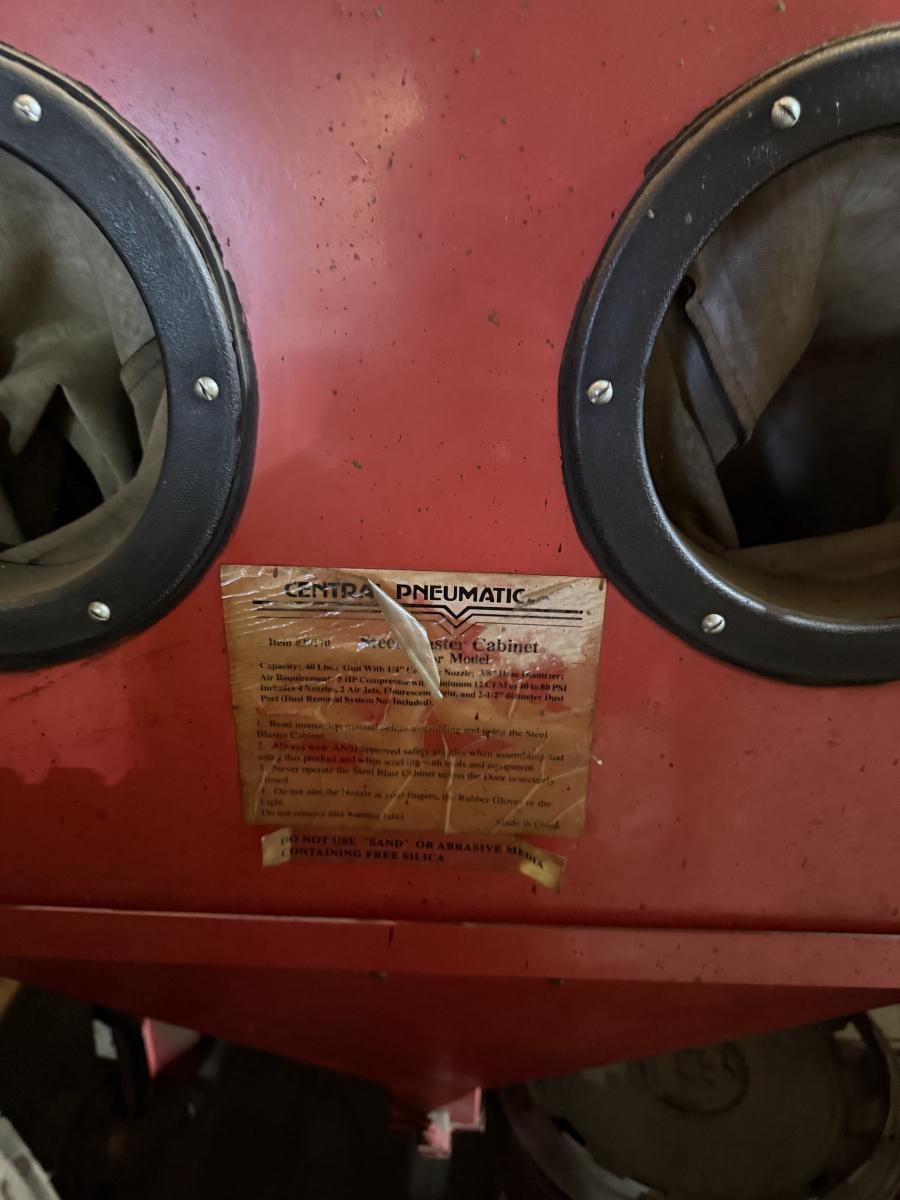 CENTRAL PNEUMATIC
Item Steel Blaster Cabinet
Model
Capacity: 40 Lbs.; Gun With 1/4" Nozzle; 3/8" Hose Diameter;
Air Requirement: 5 HP Compressor with Minimum 12 CFM at 40 to 80 PSI
Includes 4 Nozzles, 2 Air Jets, Flourescent Unit, and 2-1/2" diameter Dust
Port (Dust Removal System Not Included).
1. Read instruction manual before assembling and using the Steel
Blaster Cabinet.
2. Always wear ANSI approved safety goggles when assembling and
using this product and when working with tools and equipment.
3. Never operate the Steel Blast Cabinet unless the Door is securely
closed.
4. Do not aim the Nozzle at your fingers, the Rubber Gloves or the
Light.
Do not remove this warning label. Made in China
DO NOT USE "SAND" OR ABRASIVE MEDIA
CONTAINING FREE SILICA